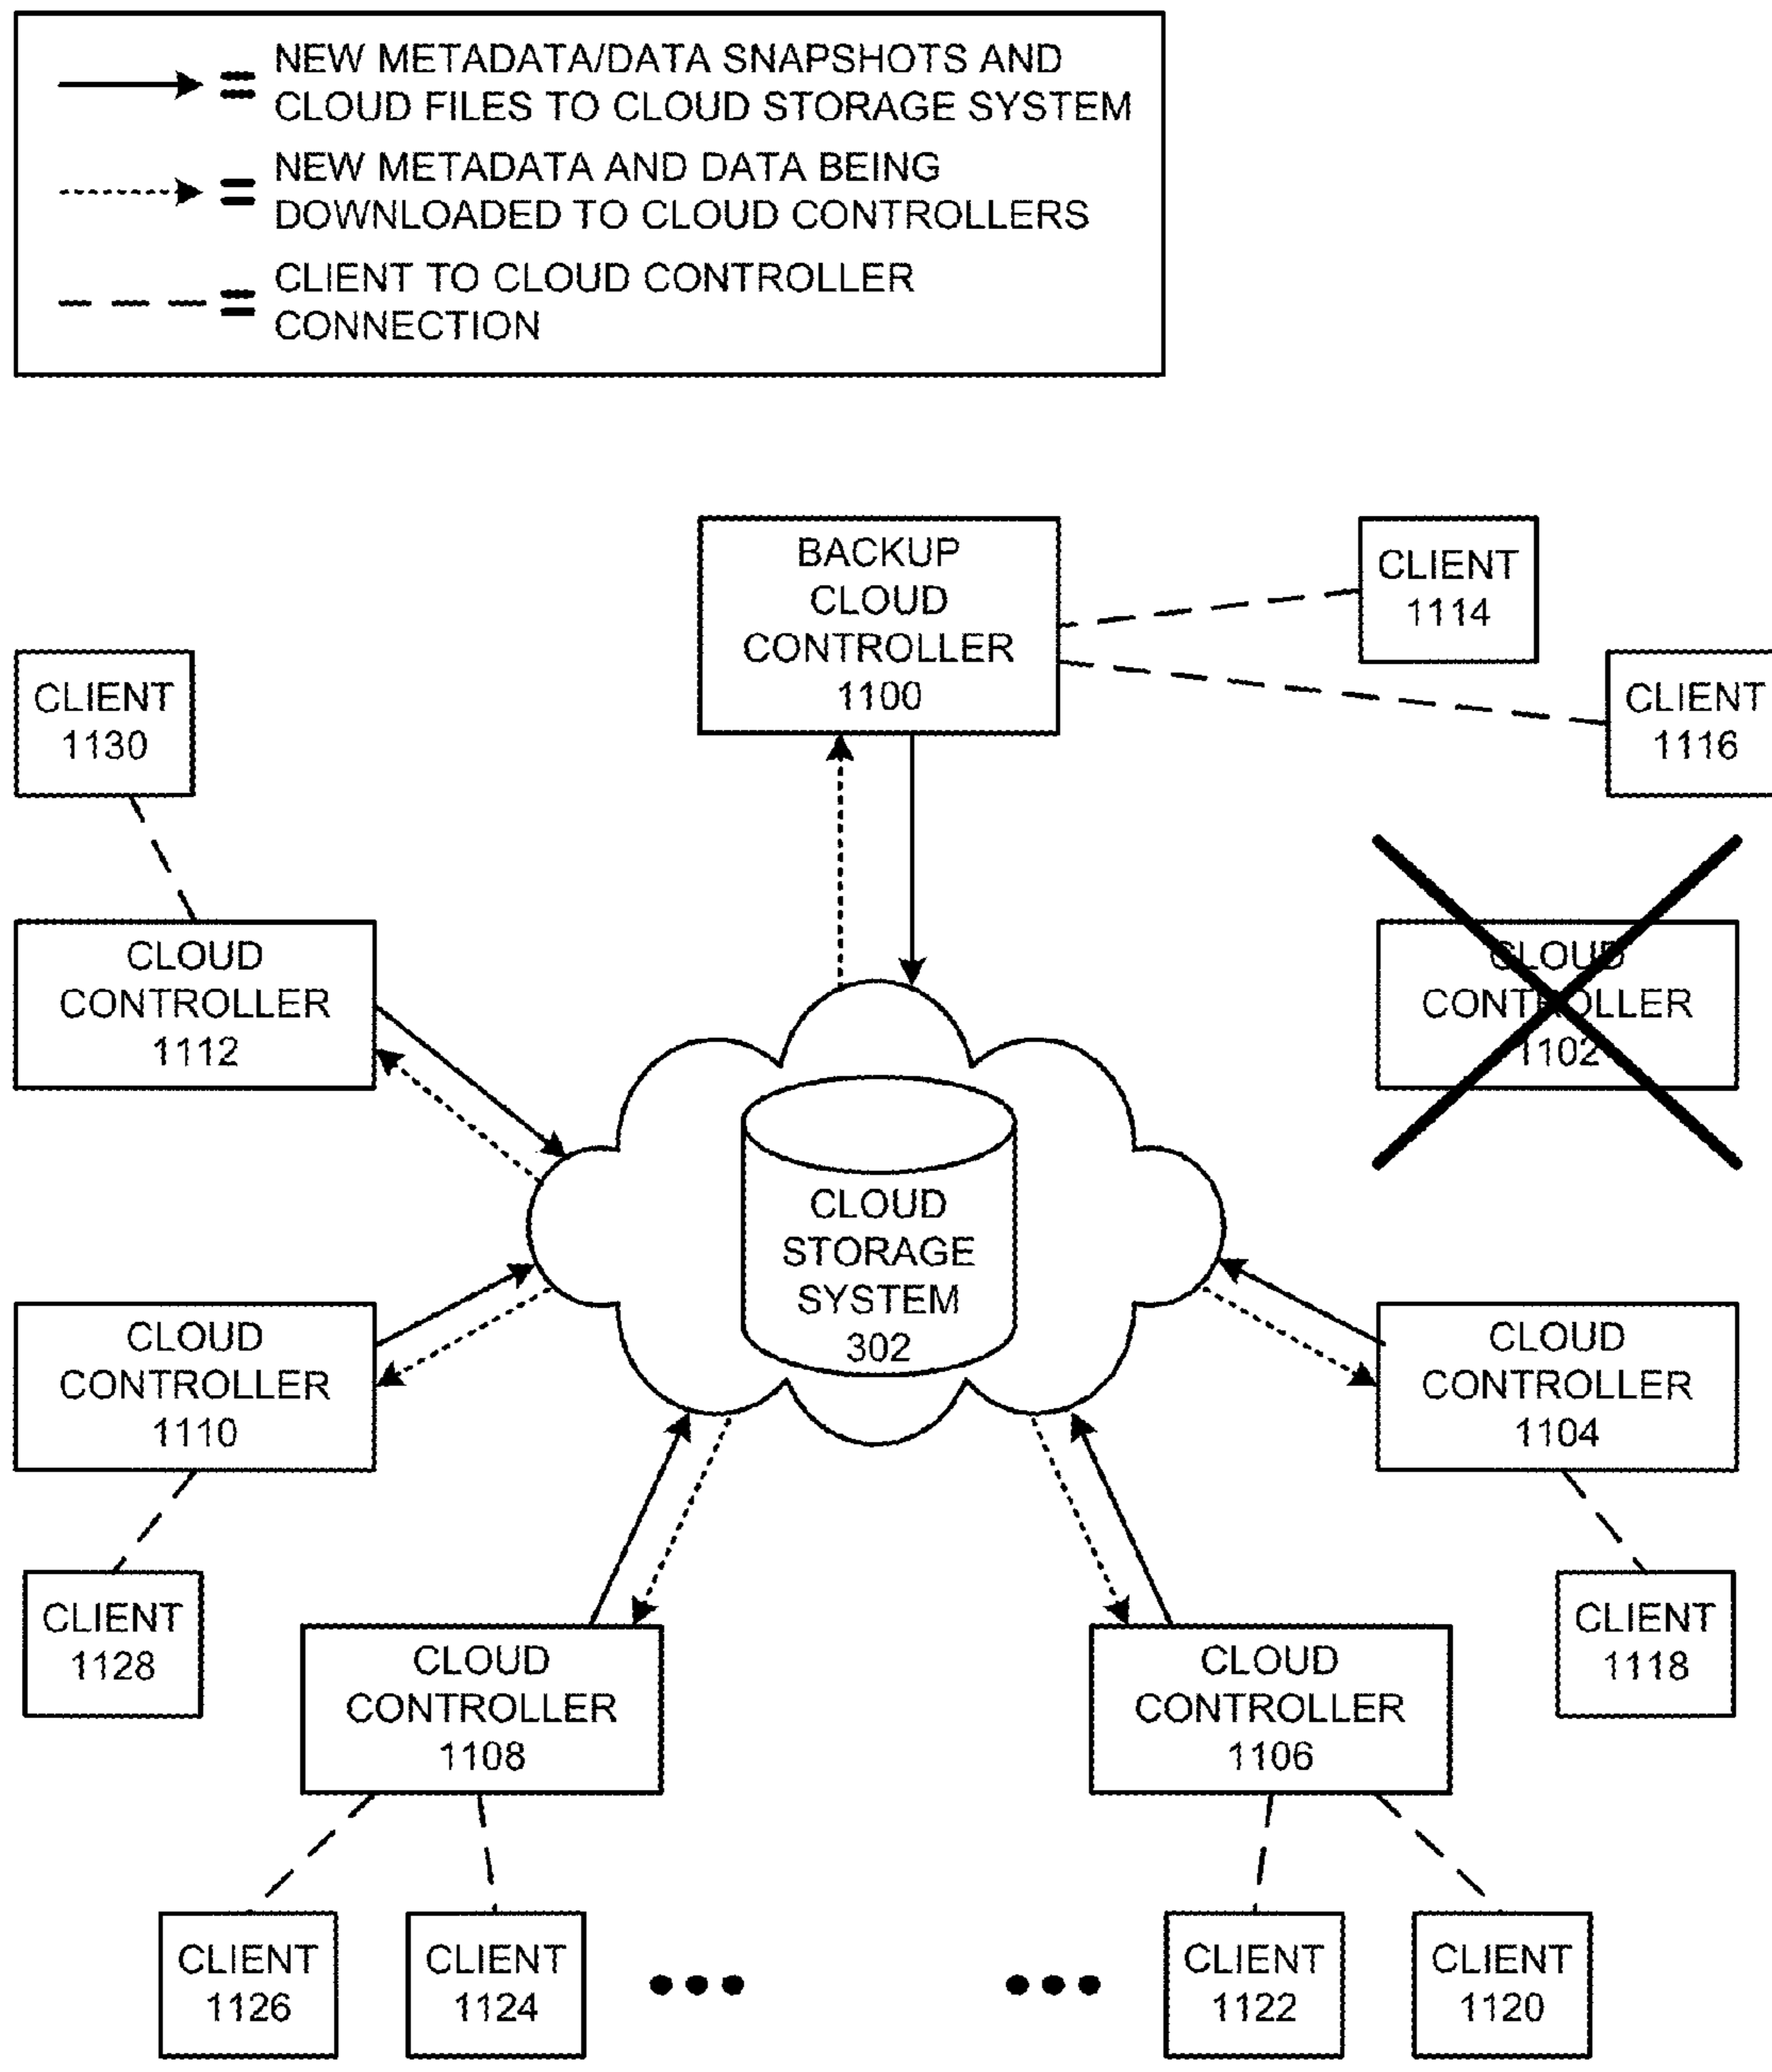 = NEW METADATA/DATA SNAPSHOTS AND
CLOUD FILES TO CLOUD STORAGE SYSTEM
= NEW METADATA AND DATA BEING
DOWNLOADED TO CLOUD CONTROLLERS
= CLIENT TO CLOUD CONTROLLER
CONNECTION
BACKUP
CLOUD
CONTROLLER
1100
CLIENT
1114
CLIENT
1116
CLIENT
1130
CLOUD
CONTROLLER
1112
CLOUD
CONTROLLER
1102
CLOUD
STORAGE
SYSTEM
302
CLOUD
CONTROLLER
1110
CLOUD
CONTROLLER
1104
CLIENT
1128
CLIENT
1118
CLOUD
CONTROLLER
1108
CLOUD
CONTROLLER
1106
CLIENT
1126
CLIENT
1124
•••
•••
CLIENT
1122
CLIENT
1120